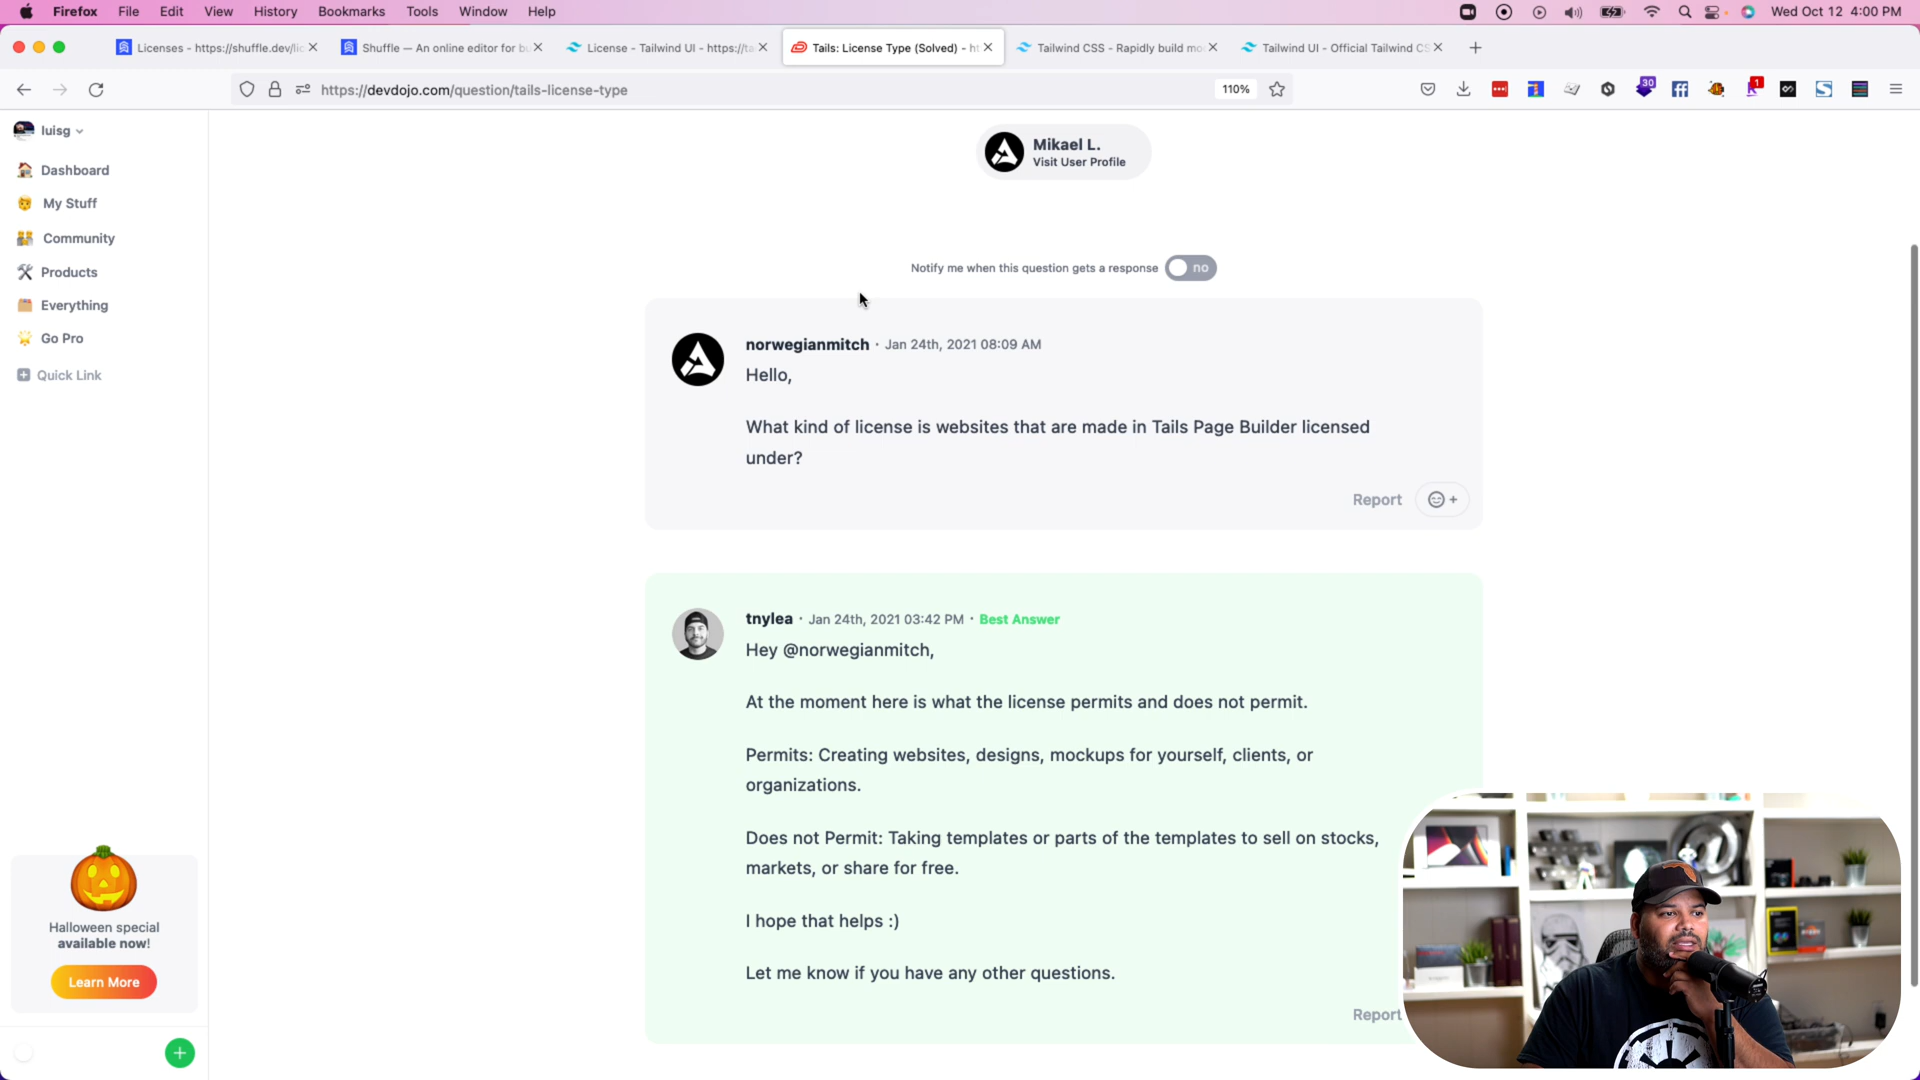 Firefox File Edit View History Bookmarks Tools Window Help
Wed Oct 12 4:00 PM
Licenses - https://shuffle.dev/lic
Shuffle — An online editor for bu
License - Tailwind UI - https://ta
Tails: License Type (Solved) - ht
Tailwind CSS - Rapidly build mo
Tailwind UI - Official Tailwind CS
https://devdojo.com/question/tails-license-type
110%
30
1
luisg
Dashboard
My Stuff
Community
Products
Everything
Go Pro
Quick Link
Halloween special
available now!
Learn More
Mikael L.
Visit User Profile
Notify me when this question gets a response no
norwegianmitch · Jan 24th, 2021 08:09 AM
Hello,
What kind of license is websites that are made in Tails Page Builder licensed
under?
Report
tnylea · Jan 24th, 2021 03:42 PM · Best Answer
Hey @norwegianmitch,
At the moment here is what the license permits and does not permit.
Permits: Creating websites, designs, mockups for yourself, clients, or
organizations.
Does not Permit: Taking templates or parts of the templates to sell on stocks,
markets, or share for free.
I hope that helps :)
Let me know if you have any other questions.
Report